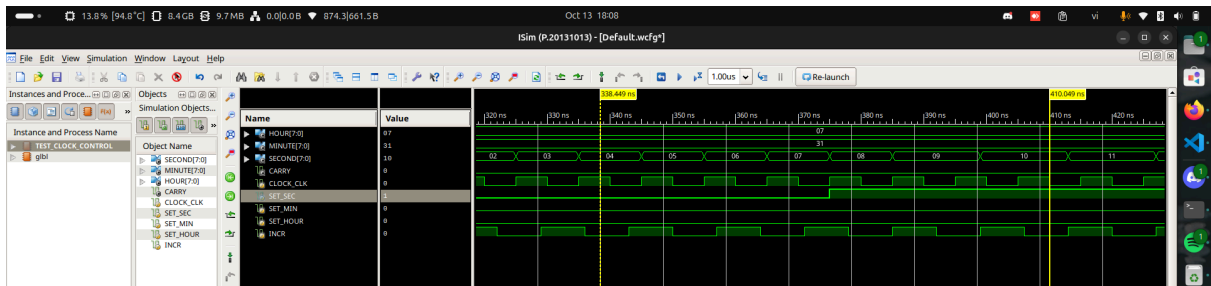 13.8% [94.8°C] 8.4GB 9.7MB 0.0|0.0B 874.3|661.5B Oct 13 18:08 vi
ISim (P.20131013) - [Default.wcfg*]
File Edit View Simulation Window Layout Help
1.00us Re-launch
Instances and Proce... Objects
Simulation Objects...
Instance and Process Name
TEST_CLOCK_CONTROL
glbl
Object Name
SECOND[7:0]
MINUTE[7:0]
HOUR[7:0]
CARRY
CLOCK_CLK
SET_SEC
SET_MIN
SET_HOUR
INCR
Name Value
HOUR[7:0] 07
MINUTE[7:0] 31
SECOND[7:0] 10
CARRY 0
CLOCK_CLK 0
SET_SEC 1
SET_MIN 0
SET_HOUR 0
INCR 0
338.449 ns 410.049 ns
320 ns 330 ns 340 ns 350 ns 360 ns 370 ns 380 ns 390 ns 400 ns 410 ns 420 ns
07
31
02 03 04 05 06 07 08 09 10 11